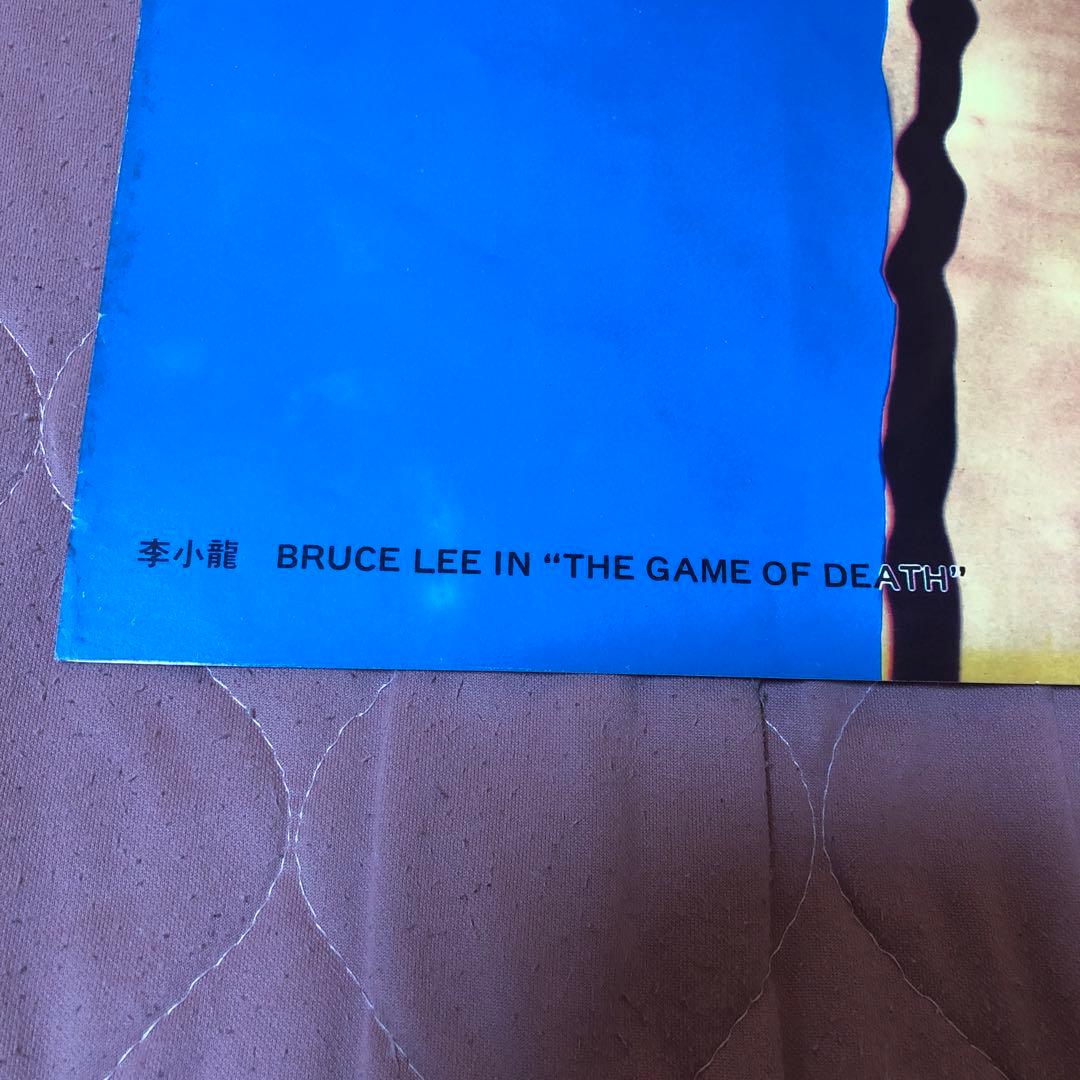 李小龍 BRUCE LEE IN “THE GAME OF DEATH”